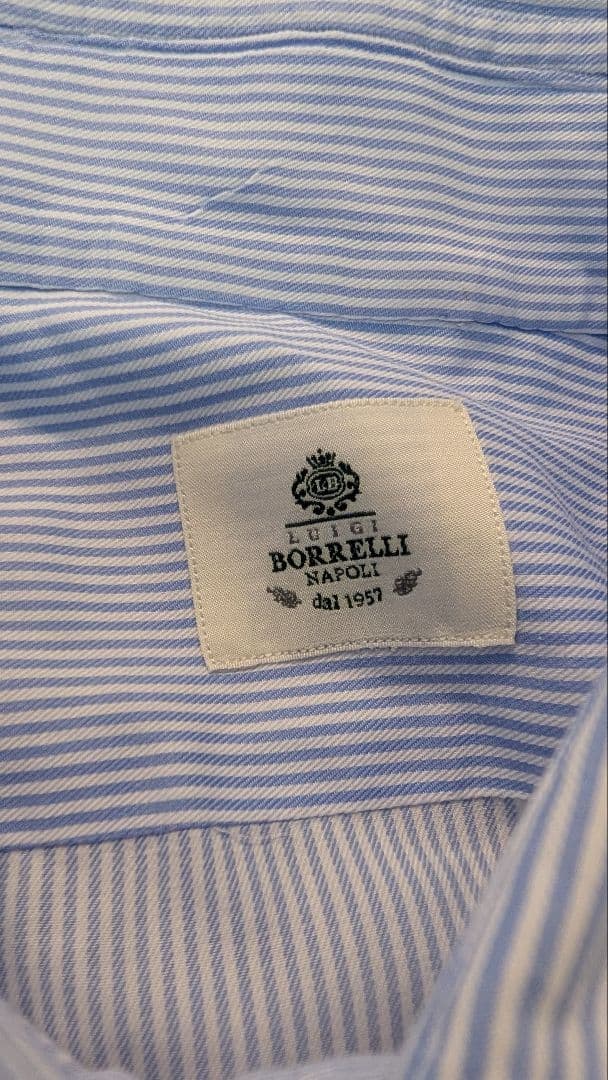 LB
LUIGI
BORRELLI
NAPOLI
dal 1957